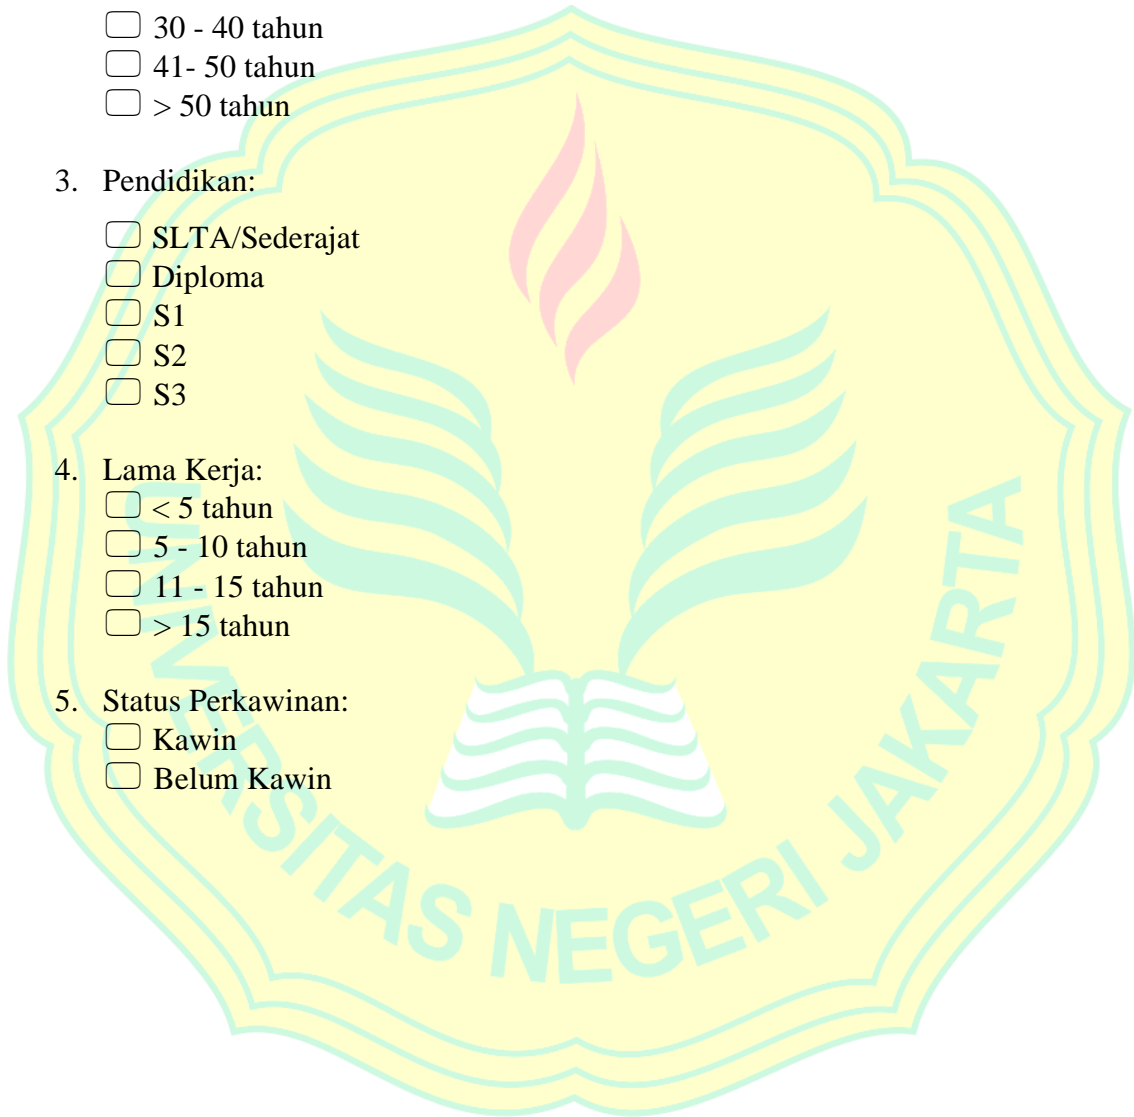 30 - 40 tahun
41- 50 tahun
> 50 tahun
3. Pendidikan:
SLTA/Sederajat
Diploma
S1
S2
S3
4. Lama Kerja:
< 5 tahun
5 - 10 tahun
11 - 15 tahun
> 15 tahun
5. Status Perkawinan:
Kawin
Belum Kawin
UNIVERSITAS NEGERI JAKARTA